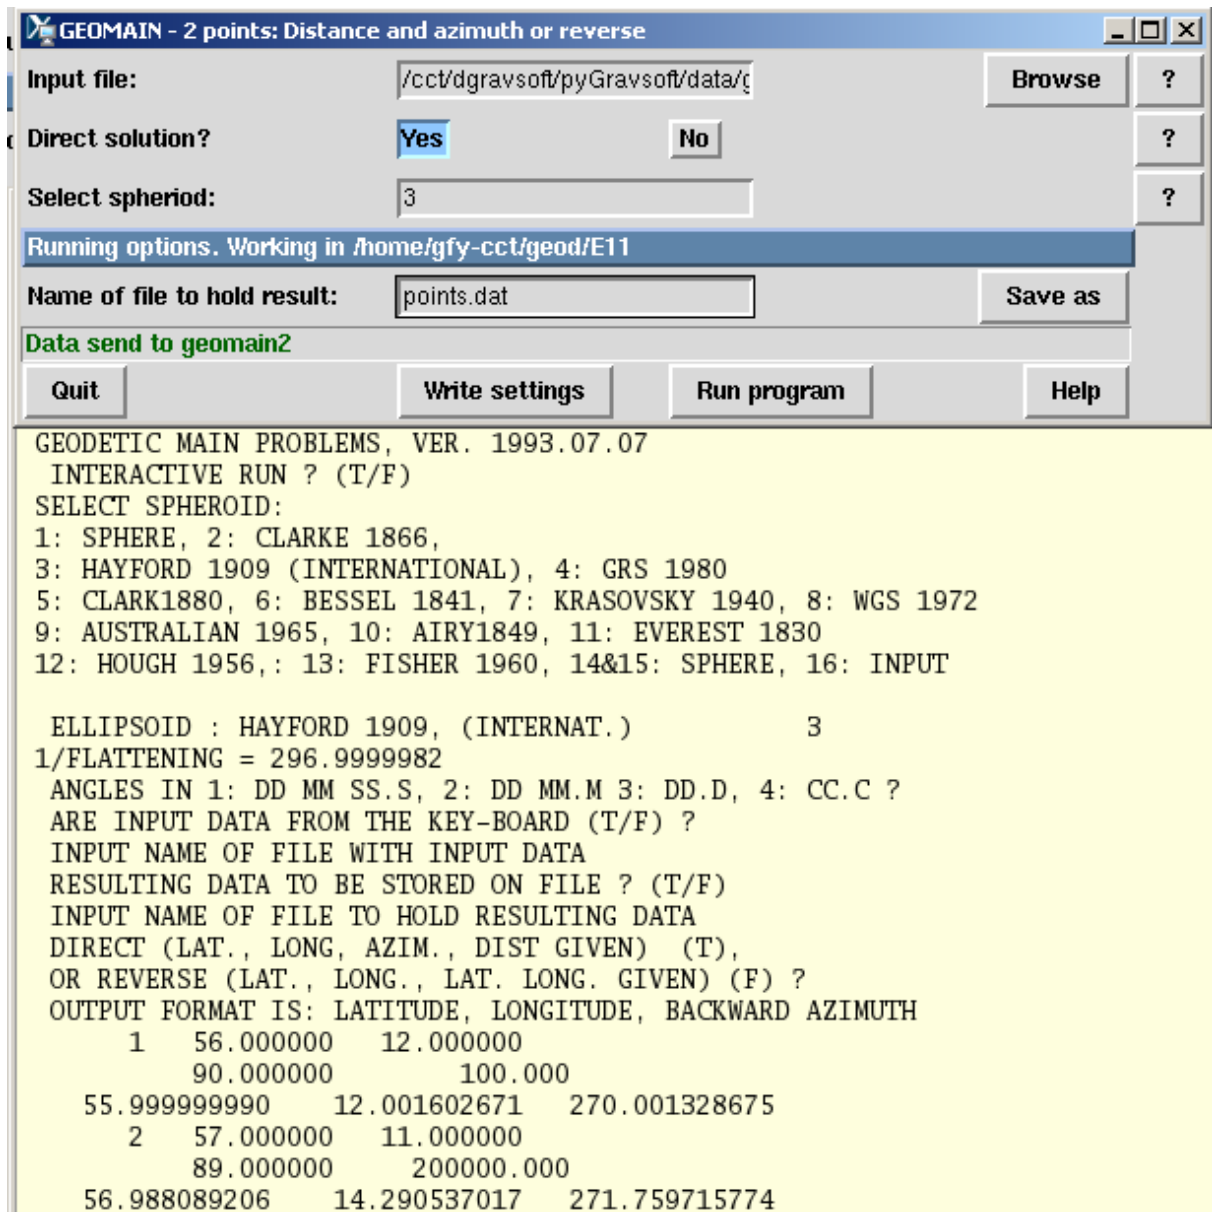 GEOMAIN - 2 points: Distance and azimuth or reverse
Input file: /cct/dgravsoft/pyGravsoft/data/g Browse ?
Direct solution? Yes No ?
Select spheriod: 3 ?
Running options. Working in /home/gfy-cct/geod/E11
Name of file to hold result: points.dat Save as
Data send to geomain2
Quit Write settings Run program Help
GEODETIC MAIN PROBLEMS, VER. 1993.07.07
INTERACTIVE RUN ? (T/F)
SELECT SPHEROID:
1: SPHERE, 2: CLARKE 1866,
3: HAYFORD 1909 (INTERNATIONAL), 4: GRS 1980
5: CLARK1880, 6: BESSEL 1841, 7: KRASOVSKY 1940, 8: WGS 1972
9: AUSTRALIAN 1965, 10: AIRY1849, 11: EVEREST 1830
12: HOUGH 1956,: 13: FISHER 1960, 14&15: SPHERE, 16: INPUT
ELLIPSOID : HAYFORD 1909, (INTERNAT.) 3
1/FLATTENING = 296.9999982
ANGLES IN 1: DD MM SS.S, 2: DD MM.M 3: DD.D, 4: CC.C ?
ARE INPUT DATA FROM THE KEY-BOARD (T/F) ?
INPUT NAME OF FILE WITH INPUT DATA
RESULTING DATA TO BE STORED ON FILE ? (T/F)
INPUT NAME OF FILE TO HOLD RESULTING DATA
DIRECT (LAT., LONG, AZIM., DIST GIVEN) (T),
OR REVERSE (LAT., LONG., LAT. LONG. GIVEN) (F) ?
OUTPUT FORMAT IS: LATITUDE, LONGITUDE, BACKWARD AZIMUTH
1 56.000000 12.000000
90.000000 100.000
55.999999990 12.001602671 270.001328675
2 57.000000 11.000000
89.000000 200000.000
56.988089206 14.290537017 271.759715774